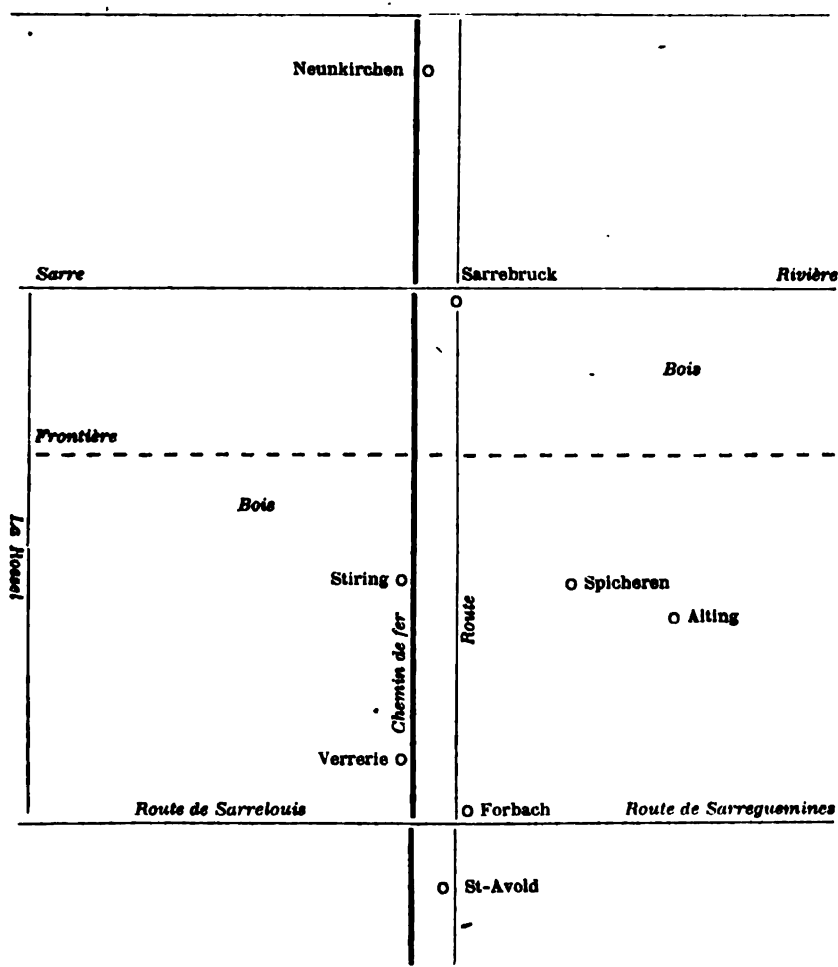 Neunkirchen
Sarre
Sarrebruck
Rivière
Bois
Frontière
Bois
La Rossel
Stiring
Spicheren
Alting
Chemin de fer
Route
Verrerie
Route de Sarrelouis
Forbach
Route de Sarreguemines
St-Avold